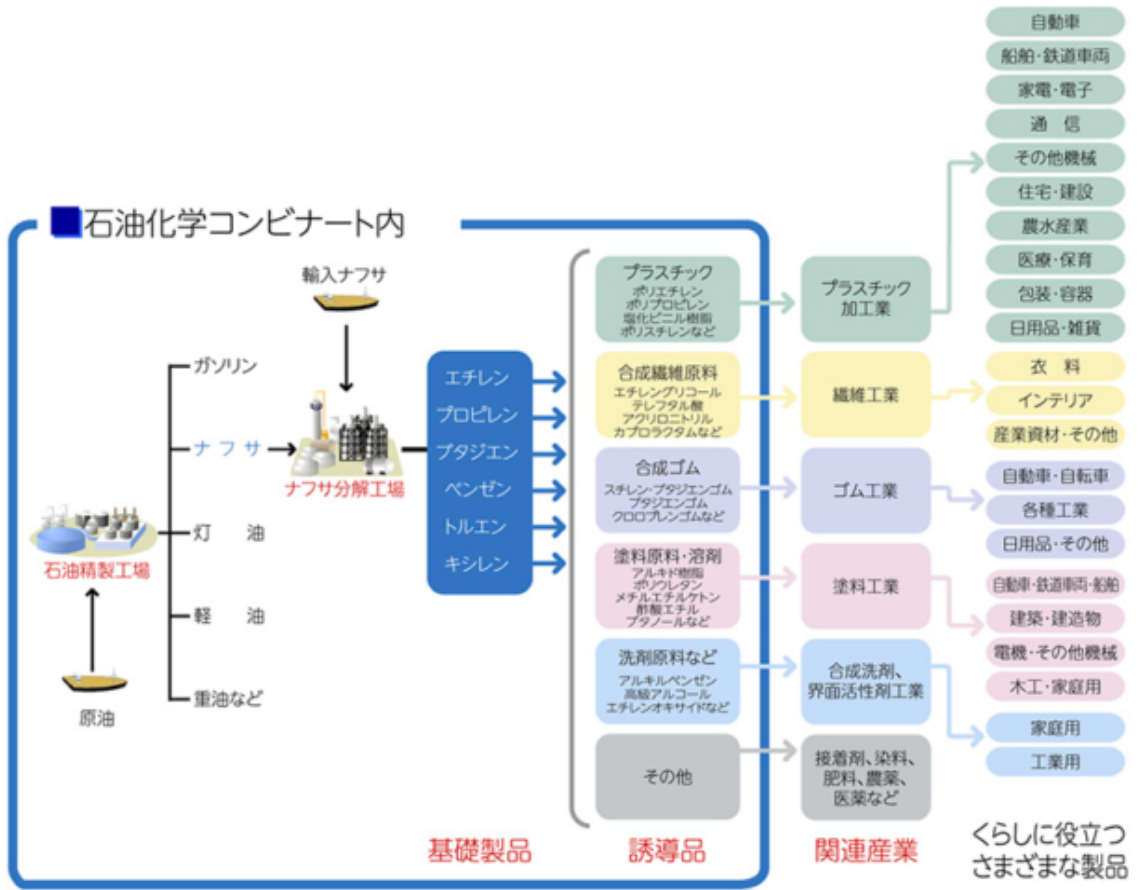 ■石油化学コンビナート内
輸入ナフサ
ガソリン
ナフサ
灯 油
軽 油
重油など
ナフサ分解工場
石油精製工場
原油
エチレン
プロピレン
ブタジエン
ベンゼン
トルエン
キシレン
基礎製品
プラスチック
ポリエチレン
ポリプロピレン
塩化ビニル樹脂
ポリスチレンなど
合成繊維原料
エチレングリコール
テレフタル酸
アクリロニトリル
カプロラクタムなど
合成ゴム
スチレン・ブタジエンゴム
ブタジエンゴム
クロロプレンゴムなど
塗料原料・溶剤
アルキド樹脂
ポリウレタン
メチルエチルケトン
酢酸エチル
ブタノールなど
洗剤原料など
アルキルベンゼン
高級アルコール
エチレンオキサイドなど
その他
誘導品
プラスチック
加工業
繊維工業
ゴム工業
塗料工業
合成洗剤、
界面活性剤工業
接着剤、染料、
肥料、農薬、
医薬など
関連産業
自動車
船舶・鉄道車両
家電・電子
通 信
その他機械
住宅・建設
農水産業
医療・保育
包装・容器
日用品・雑貨
衣 料
インテリア
産業資材・その他
自動車・自転車
各種工業
日用品・その他
自動車・鉄道車両・船舶
建築・建造物
電機・その他機械
木工・家庭用
家庭用
工業用
くらしに役立つ
さまざまな製品